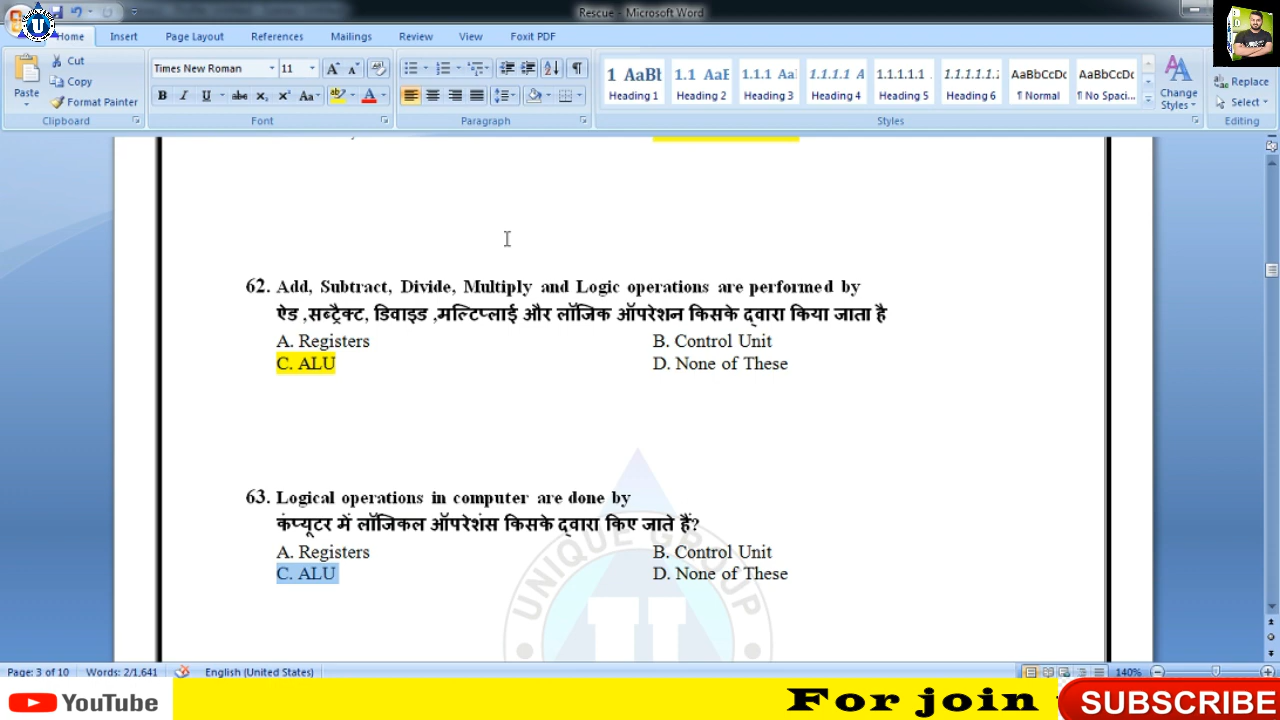 Rescue - Microsoft Word
Home Insert Page Layout References Mailings Review View Foxit PDF
Paste
Cut
Copy
Format Painter
Clipboard
Times New Roman 11
Font
Paragraph
1 AaBb 1.1 AaB 1.1.1 Aa 1.1.1.1 A 1.1.1.1.1 1.1.1.1.1. AaBbCcDc AaBbCcDc
Heading 1 Heading 2 Heading 3 Heading 4 Heading 5 Heading 6 ¶ Normal ¶ No Spaci...
Change Styles
Styles
Replace
Select
Editing
62. Add, Subtract, Divide, Multiply and Logic operations are performed by
ऐड ,सब्ट्रैक्ट, डिवाइड ,मल्टिप्लाई और लॉजिक ऑपरेशन किसके द्वारा किया जाता है
A. Registers B. Control Unit
C. ALU D. None of These
63. Logical operations in computer are done by
कंप्यूटर में लॉजिकल ऑपरेशंस किसके द्वारा किए जाते हैं?
A. Registers B. Control Unit
C. ALU D. None of These
UNIQUE GROUP
U
Page: 3 of 10 Words: 2/1,641 English (United States) 140%
YouTube For join SUBSCRIBE